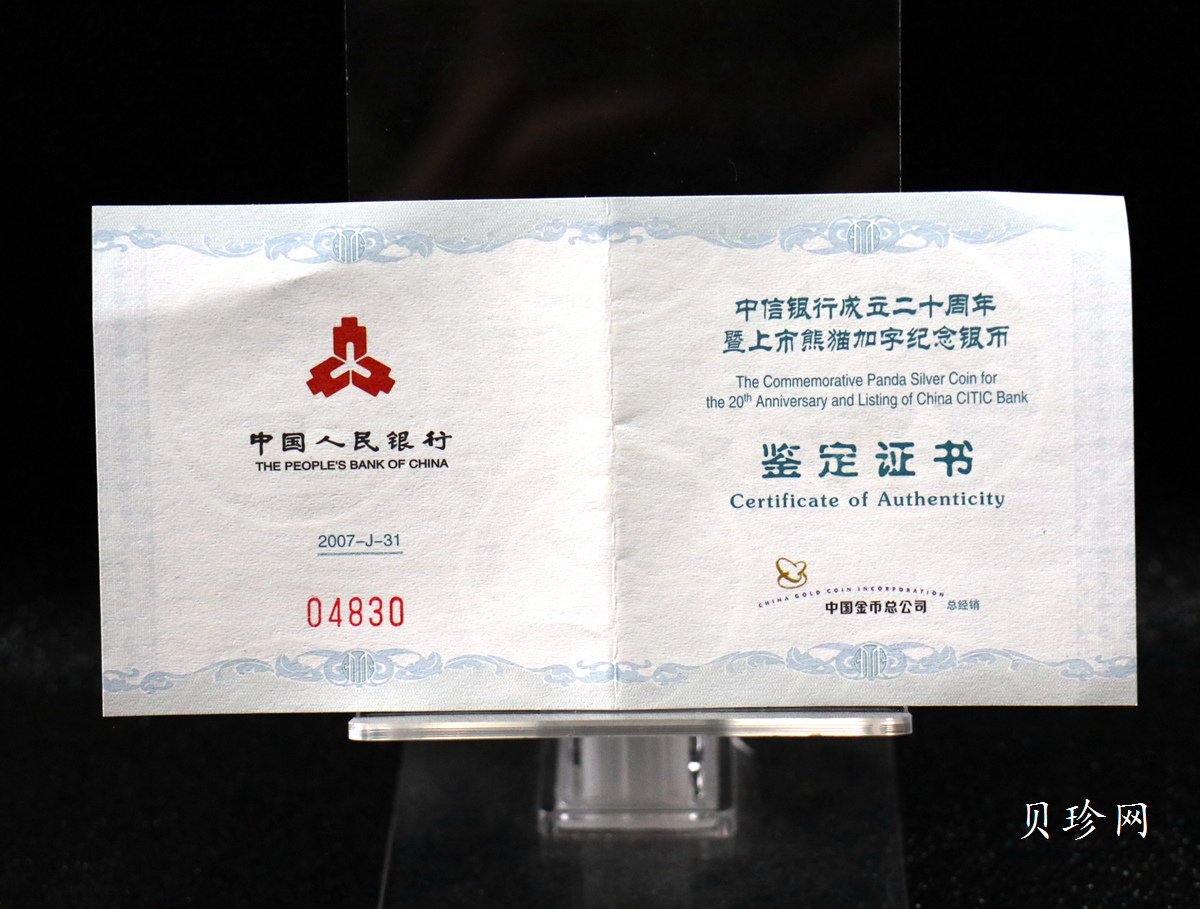 中国人民银行
THE PEOPLE'S BANK OF CHINA
2007-J-31
04830
中信银行成立二十周年
暨上市熊猫加字纪念银币
The Commemorative Panda Silver Coin for
the 20th Anniversary and Listing of China CITIC Bank
鉴定证书
Certificate of Authenticity
CHINA GOLD COIN INCORPORATION
中国金币总公司 总经销
贝珍网